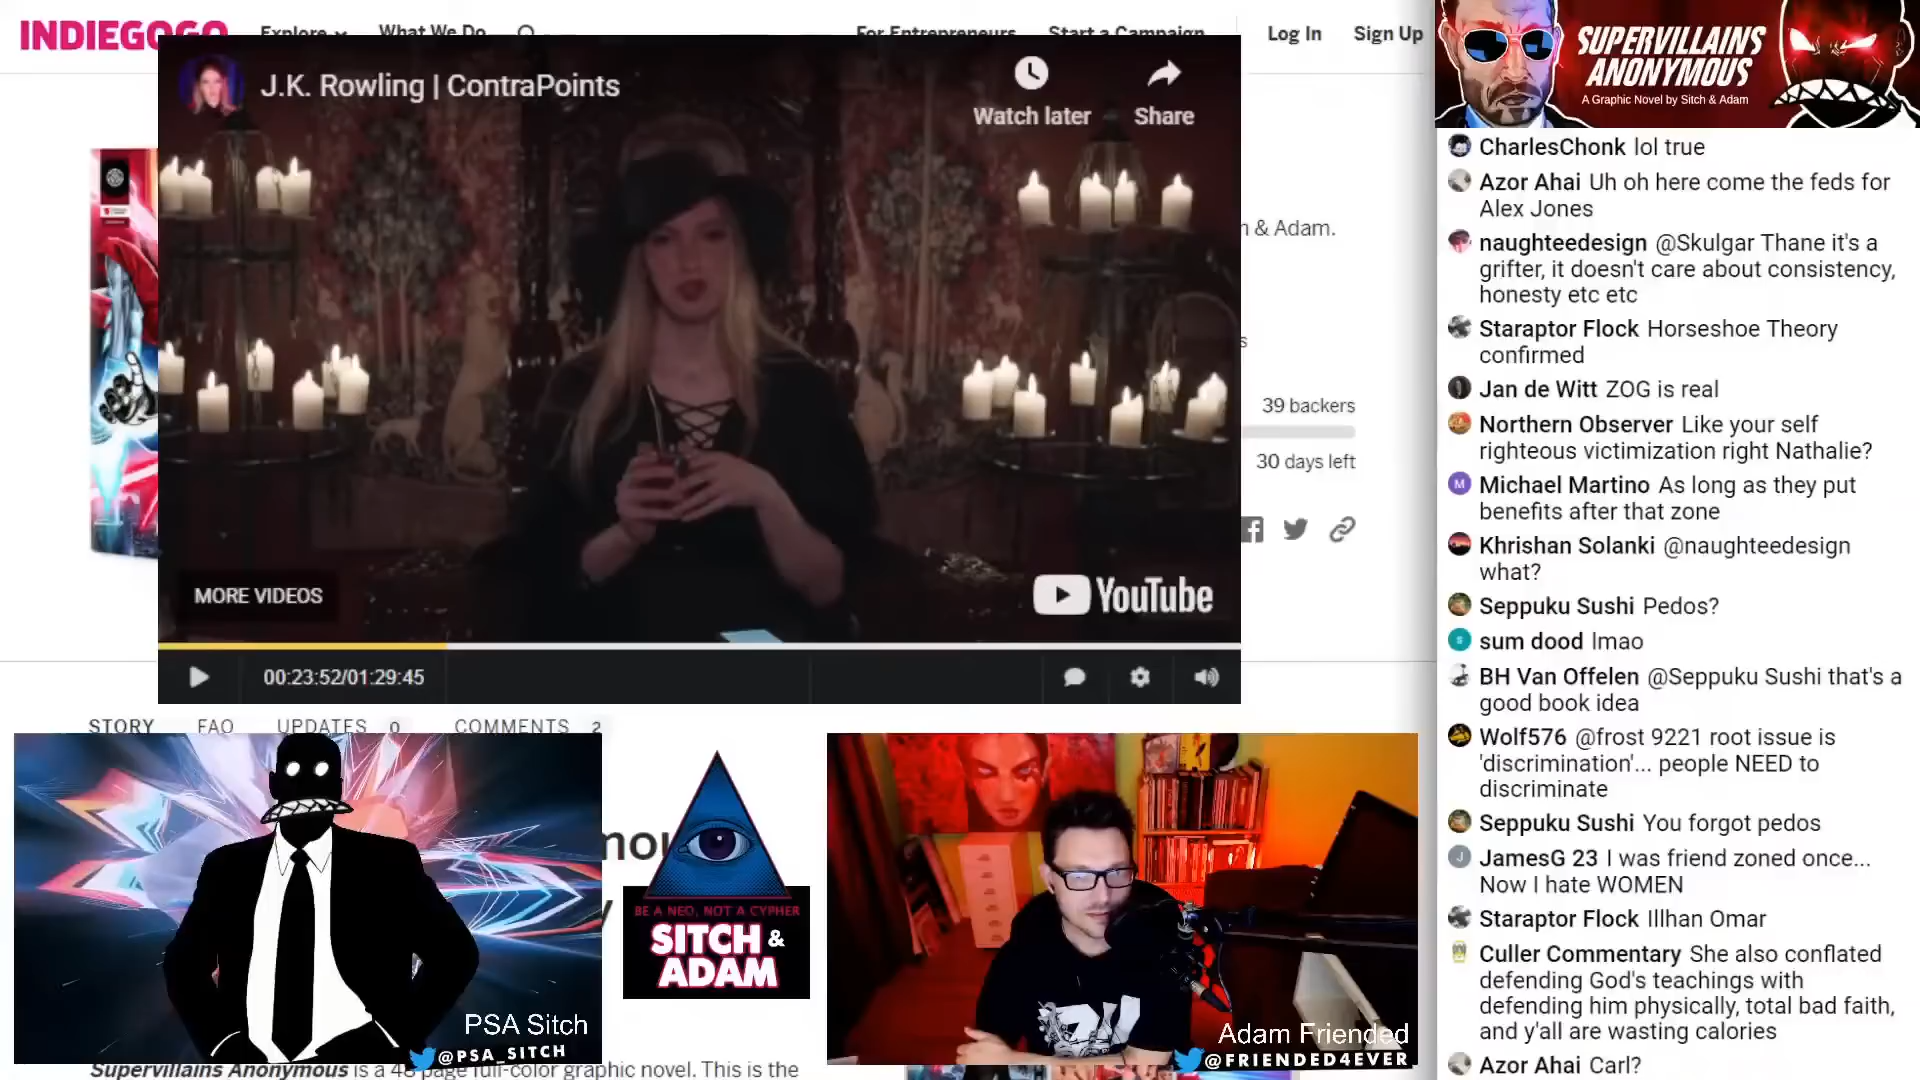 INDIEGOGO
Explore
What We Do
For Entrepreneurs
Start a Campaign
Log In
Sign Up
J.K. Rowling | ContraPoints
Watch later
Share
& Adam.
39 backers
30 days left
MORE VIDEOS
YouTube
00:23:52/01:29:45
STORY
FAQ
UPDATES 0
COMMENTS 2
BE A NEO, NOT A CYPHER
SITCH &
ADAM
PSA Sitch
@PSA_SITCH
Adam Friended
@FRIENDED4EVER
Supervillains Anonymous is a 48 page full-color graphic novel. This is the
SUPERVILLAINS
ANONYMOUS
A Graphic Novel by Sitch & Adam
CharlesChonk lol true
Azor Ahai Uh oh here come the feds for
Alex Jones
naughteedesign @Skulgar Thane it's a
grifter, it doesn't care about consistency,
honesty etc etc
Staraptor Flock Horseshoe Theory
confirmed
Jan de Witt ZOG is real
Northern Observer Like your self
righteous victimization right Nathalie?
M
Michael Martino As long as they put
benefits after that zone
Khrishan Solanki @naughteedesign
what?
Seppuku Sushi Pedos?
s
sum dood lmao
BH Van Offelen @Seppuku Sushi that's a
good book idea
Wolf576 @frost 9221 root issue is
'discrimination'... people NEED to
discriminate
Seppuku Sushi You forgot pedos
J
JamesG 23 I was friend zoned once...
Now I hate WOMEN
Staraptor Flock Illhan Omar
Culler Commentary She also conflated
defending God's teachings with
defending him physically, total bad faith,
and y'all are wasting calories
Azor Ahai Carl?